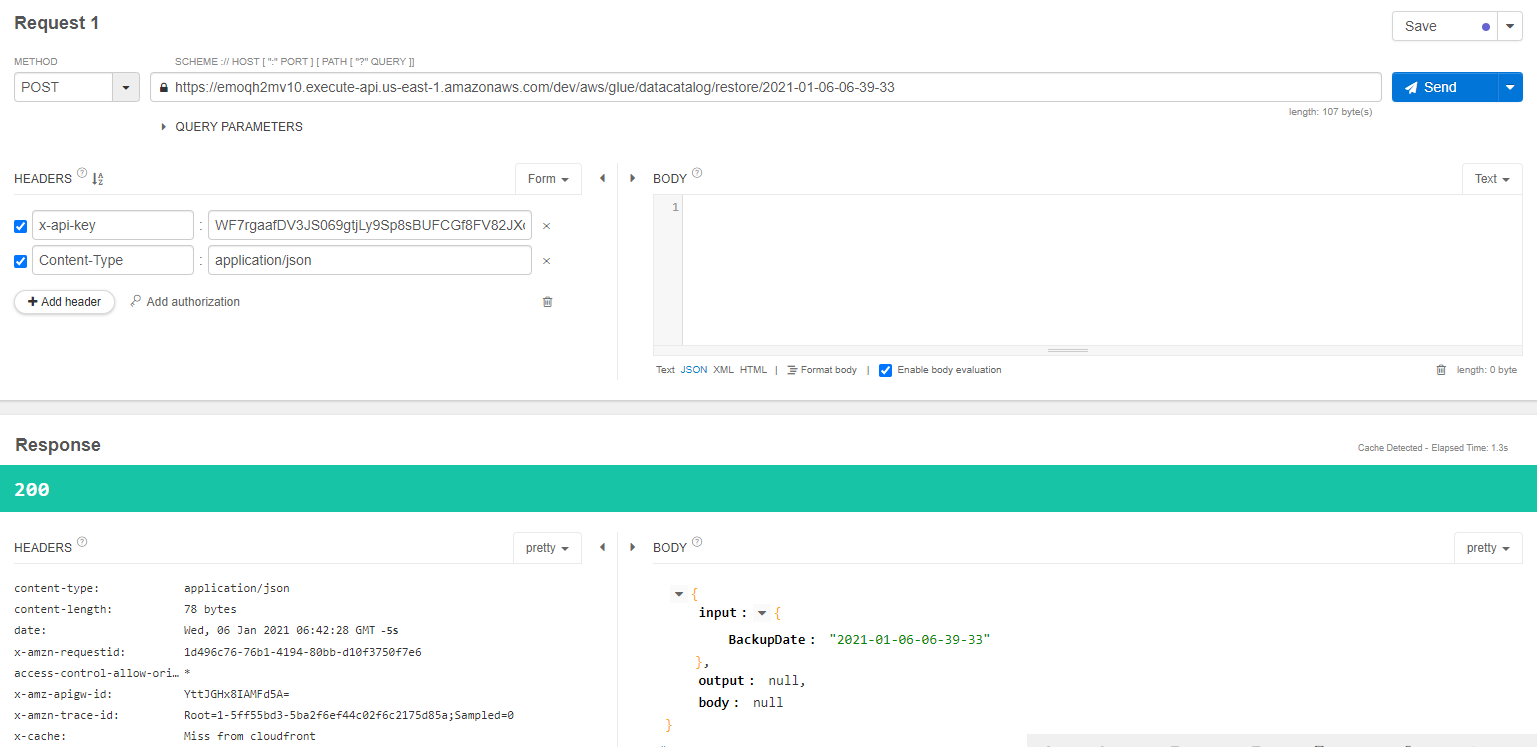 Request 1
Save
METHOD
SCHEME :// HOST [ ":" PORT ] [ PATH [ "?" QUERY ]]
POST
https://emoqh2mv10.execute-api.us-east-1.amazonaws.com/dev/aws/glue/datacatalog/restore/2021-01-06-06-39-33
Send
length: 107 byte(s)
QUERY PARAMETERS
HEADERS ?
Form
BODY ?
Text
1
x-api-key : WF7rgaafDV3JS069gtjLy9Sp8sBUFCGf8FV82JX
Content-Type : application/json
+ Add header
Add authorization
Text JSON XML HTML | Format body | Enable body evaluation
length: 0 byte
Response
Cache Detected - Elapsed Time: 1.3s
200
HEADERS ?
pretty
BODY ?
pretty
content-type: application/json
content-length: 78 bytes
date: Wed, 06 Jan 2021 06:42:28 GMT -5s
x-amzn-requestid: 1d496c76-76b1-4194-80bb-d10f3750f7e6
access-control-allow-ori… *
x-amz-apigw-id: YttJGHx8IAMFd5A=
x-amzn-trace-id: Root=1-5ff55bd3-5ba2f6ef44c02f6c2175d85a;Sampled=0
x-cache: Miss from cloudfront
{
input : {
BackupDate : "2021-01-06-06-39-33"
},
output : null,
body : null
}